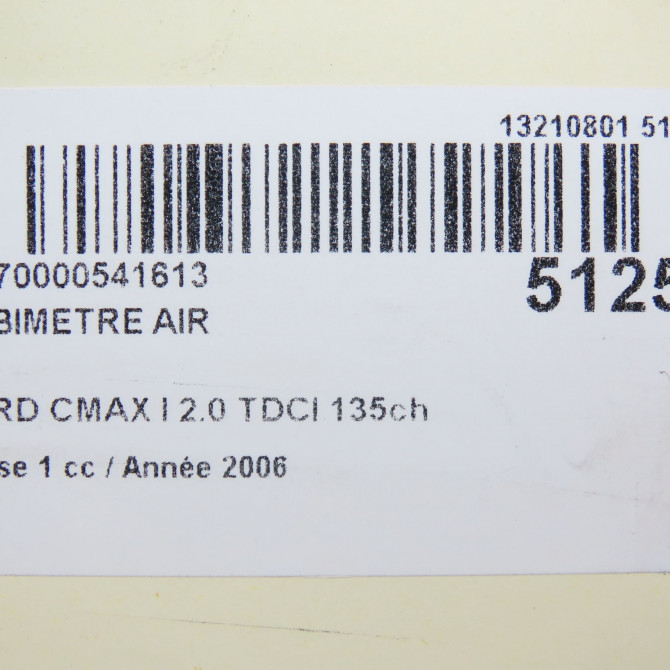 13210801 51
70000541613
5125
BIMETRE AIR
RD CMAX I 2.0 TDCI 135ch
se 1 cc / Année 2006